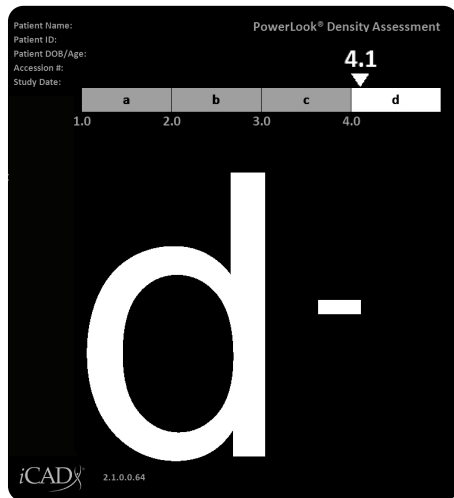 Patient Name:
PowerLook® Density Assessment
Patient ID:
Patient DOB/Age:
Accession #:
Study Date:
4.1
a b c d
1.0 2.0 3.0 4.0
d -
iCAD
2.1.0.0.64